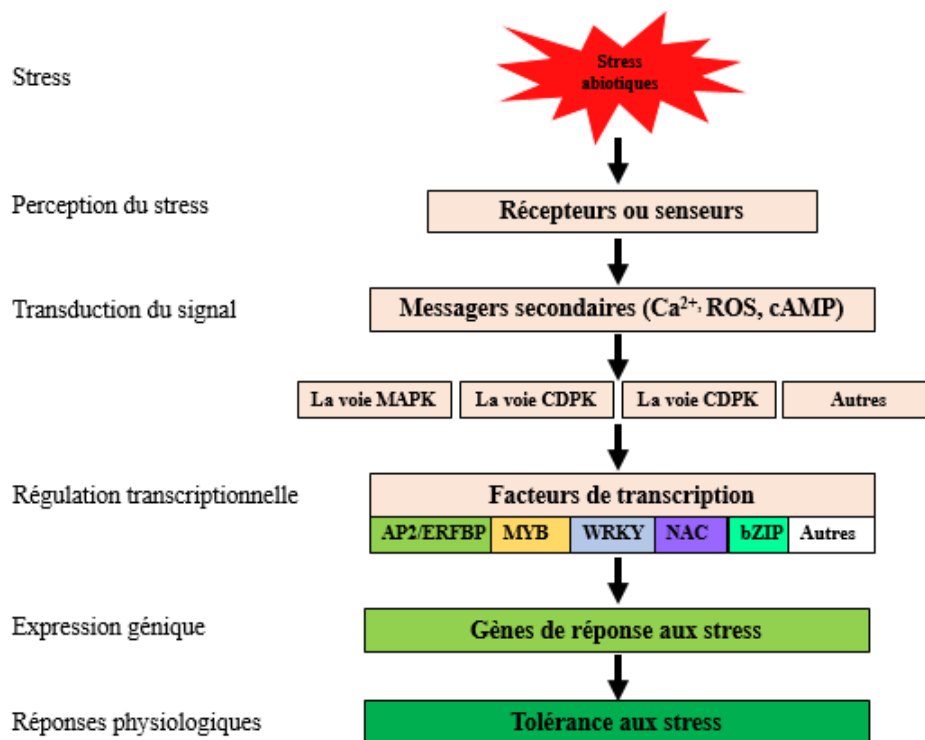 Stress
Stress
abiotiques
Perception du stress
Récepteurs ou senseurs
Transduction du signal
Messagers secondaires (Ca²⁺, ROS, cAMP)
La voie MAPK
La voie CDPK
La voie CDPK
Autres
Régulation transcriptionnelle
Facteurs de transcription
AP2/ERFBP
MYB
WRKY
NAC
bZIP
Autres
Expression génique
Gènes de réponse aux stress
Réponses physiologiques
Tolérance aux stress